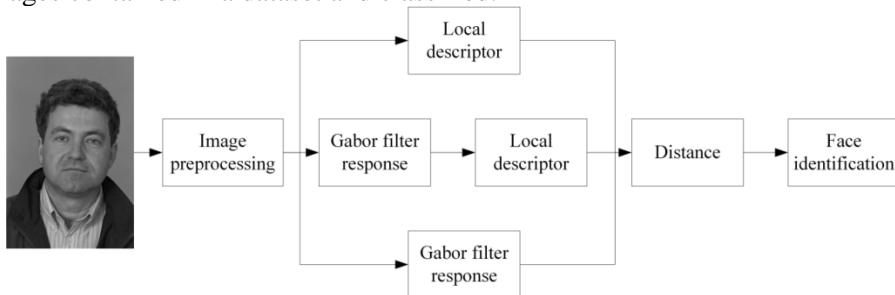 Local
descriptor
Image
preprocessing
Gabor filter
response
Local
descriptor
Distance
Face
identification
Gabor filter
response